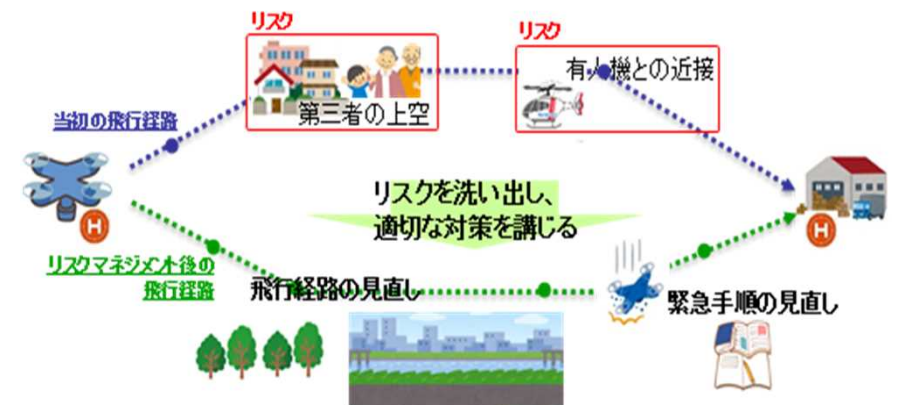 リスク
リスク
有人機との近接
第三者の上空
当初の飛行経路
リスクを洗い出し、
適切な対策を講じる
H
H
リスクマネジメント後の
飛行経路
飛行経路の見直し
緊急手順の見直し